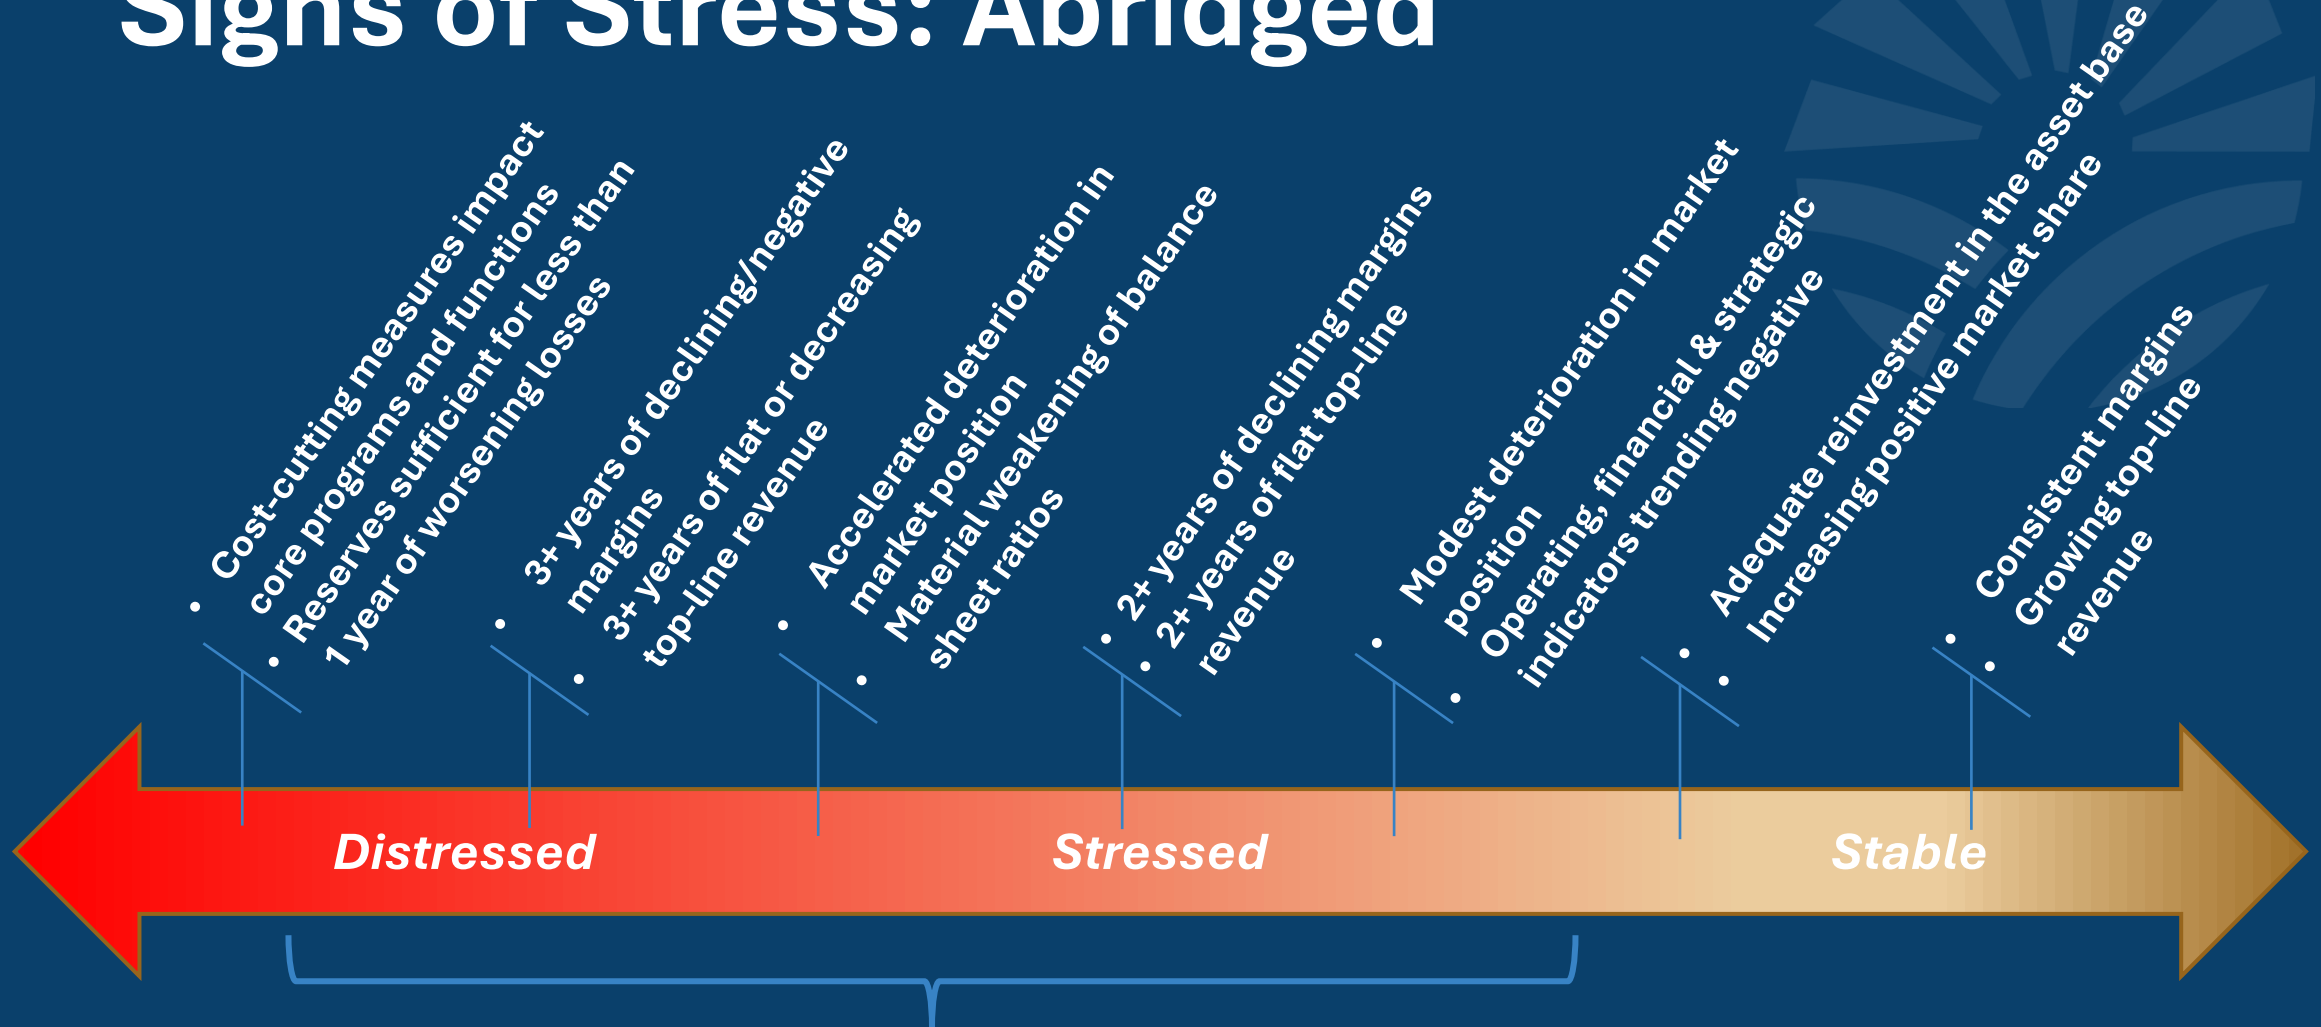 Signs of Stress: Abridged
• Cost-cutting measures impact
core programs and functions
• Reserves sufficient for less than
1 year of worsening losses
• 3+ years of declining/negative
margins
• 3+ years of flat or decreasing
top-line revenue
• Accelerated deterioration in
market position
• Material weakening of balance
sheet ratios
• 2+ years of declining margins
• 2+ years of flat top-line
revenue
• Modest deterioration in market
position
• Operating, financial & strategic
indicators trending negative
• Adequate reinvestment in the asset base
• Increasing positive market share
• Consistent margins
• Growing top-line
revenue
Distressed
Stressed
Stable